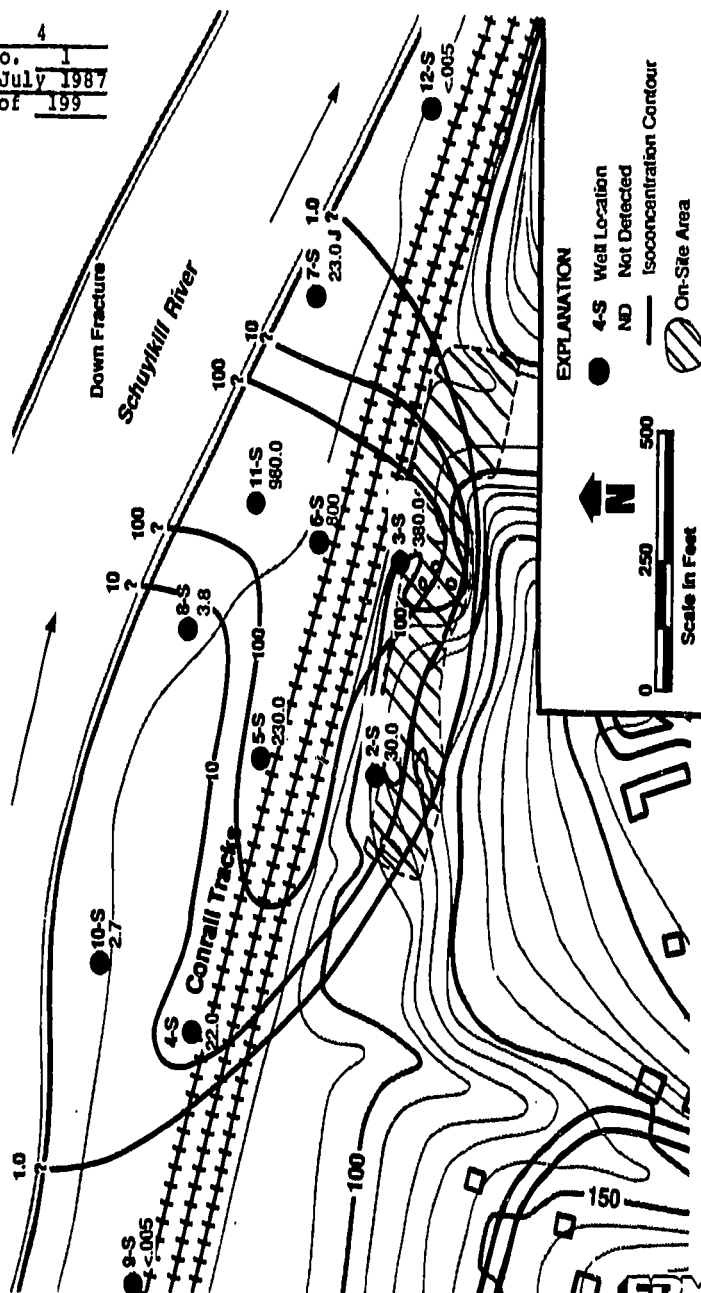 4
o. 1
July 1987
of 199
Down Fracture
Schuylkill River
12-S
<.005
1.0
?
7-S
23.0 J
10
?
100
?
11-S
960.0
6-S
800
3-S
380.0
100
?
10
?
8-S
3.8
100
100
5-S
230.0
2-S
30.0
10
Conrail Tracks
10-S
2.7
4-S
22.0
1.0
?
9-S
<.005
100
150
EXPLANATION
4-S Well Location
ND Not Detected
Isoconcentration Contour
On-Site Area
N
0 250 500
Scale in Feet